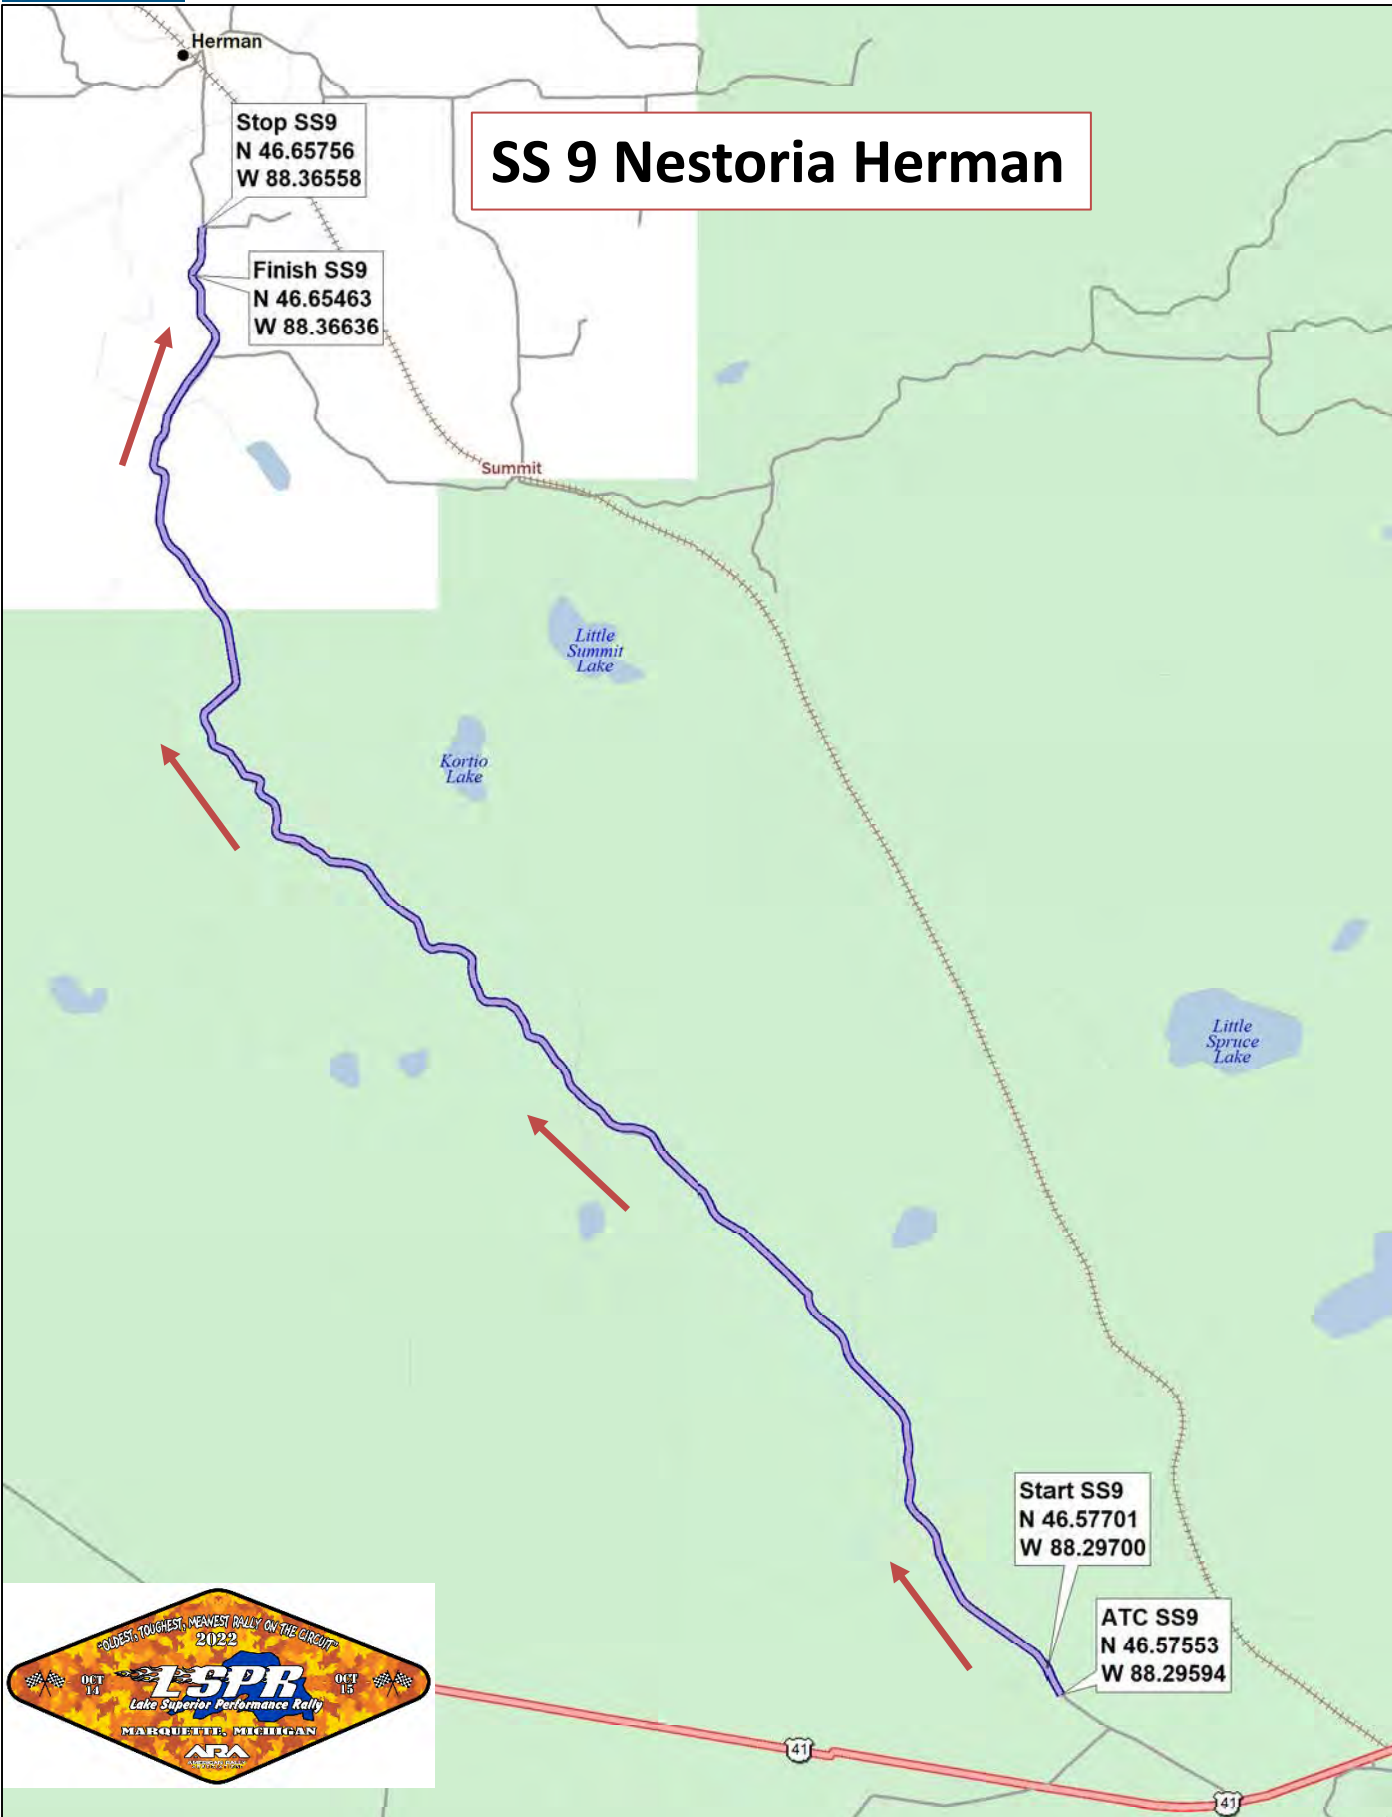 Herman
Stop SS9
N 46.65756
W 88.36558
SS 9 Nestoria Herman
Finish SS9
N 46.65463
W 88.36636
Summit
Little
Summit
Lake
Kortio
Lake
Little
Spruce
Lake
Start SS9
N 46.57701
W 88.29700
ATC SS9
N 46.57553
W 88.29594
"OLDEST, TOUGHEST, MEANEST RALLY ON THE CIRCUIT"
2022
OCT
14
LSPR
OCT
15
Lake Superior Performance Rally
MARQUETTE, MICHIGAN
ARA
AMERICAN RALLY
41
41